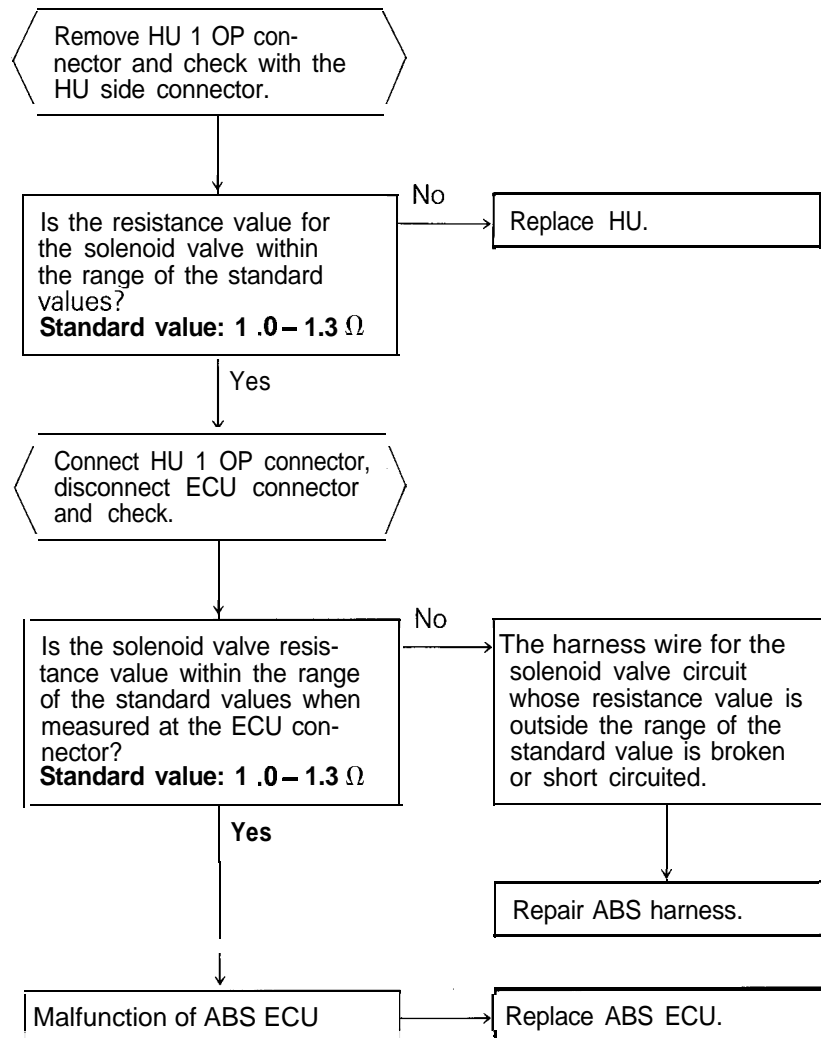 Remove HU 1 OP con-
nector and check with the
HU side connector.
No
Is the resistance value for
the solenoid valve within
the range of the standard
values?
Standard value: 1 .0 – 1.3 Ω
Replace HU.
Yes
Connect HU 1 OP connector,
disconnect ECU connector
and check.
No
Is the solenoid valve resis-
tance value within the range
of the standard values when
measured at the ECU con-
nector?
Standard value: 1 .0 – 1.3 Ω
The harness wire for the
solenoid valve circuit
whose resistance value is
outside the range of the
standard value is broken
or short circuited.
Yes
Repair ABS harness.
Malfunction of ABS ECU
Replace ABS ECU.